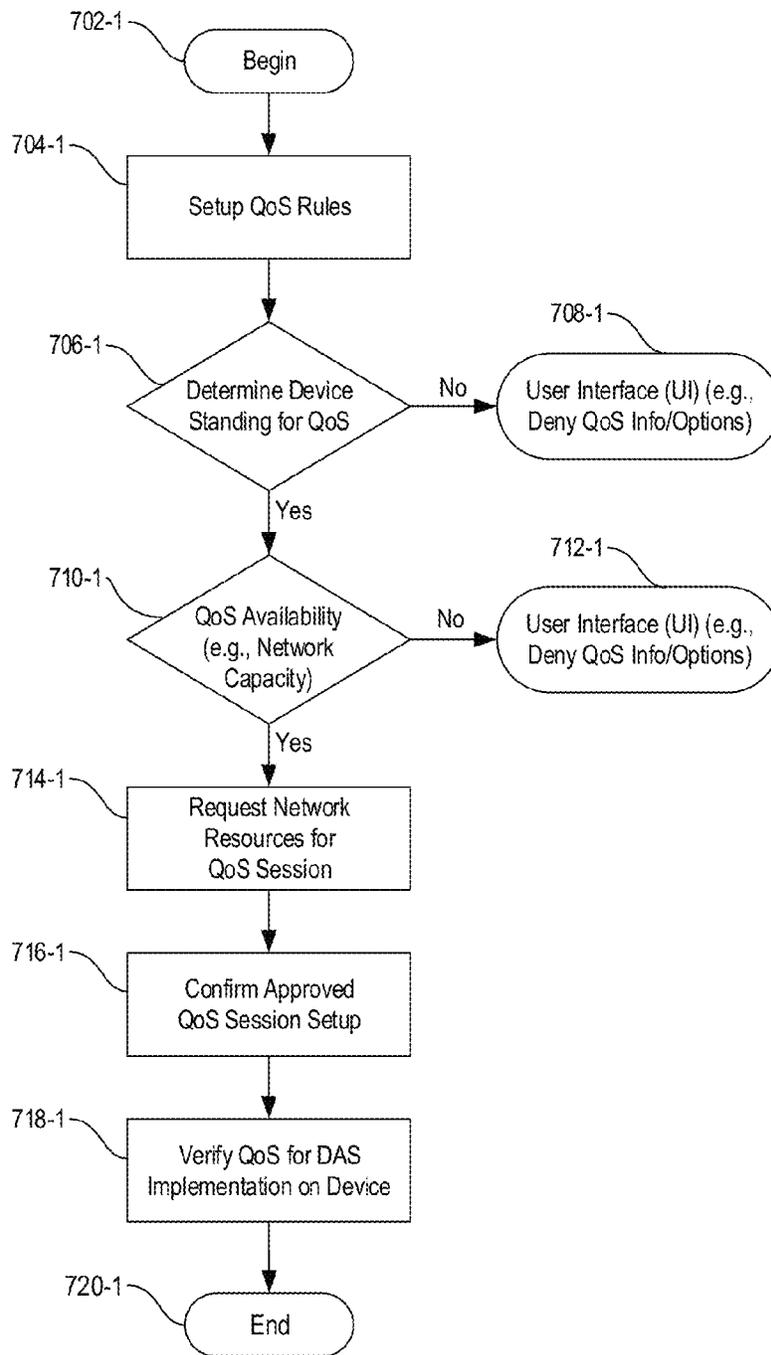 702-1
Begin
704-1
Setup QoS Rules
706-1
Determine Device
Standing for QoS
No
708-1
User Interface (UI) (e.g.,
Deny QoS Info/Options)
Yes
710-1
QoS Availability
(e.g., Network
Capacity)
No
712-1
User Interface (UI) (e.g.,
Deny QoS Info/Options)
Yes
714-1
Request Network
Resources for
QoS Session
716-1
Confirm Approved
QoS Session Setup
718-1
Verify QoS for DAS
Implementation on Device
720-1
End